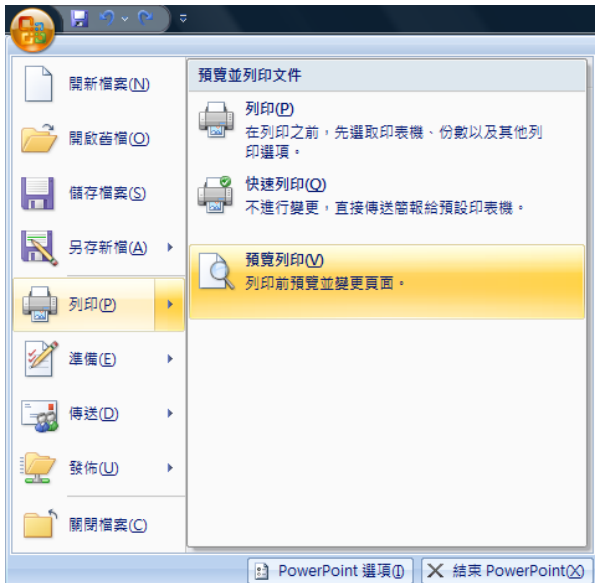 開新檔案(N)
開啟舊檔(O)
儲存檔案(S)
另存新檔(A)
列印(P)
準備(E)
傳送(D)
發佈(U)
關閉檔案(C)
預覽並列印文件
列印(P)
在列印之前，先選取印表機、份數以及其他列
印選項。
快速列印(Q)
不進行變更，直接傳送簡報給預設印表機。
預覽列印(V)
列印前預覽並變更頁面。
PowerPoint 選項(I)
結束 PowerPoint(X)